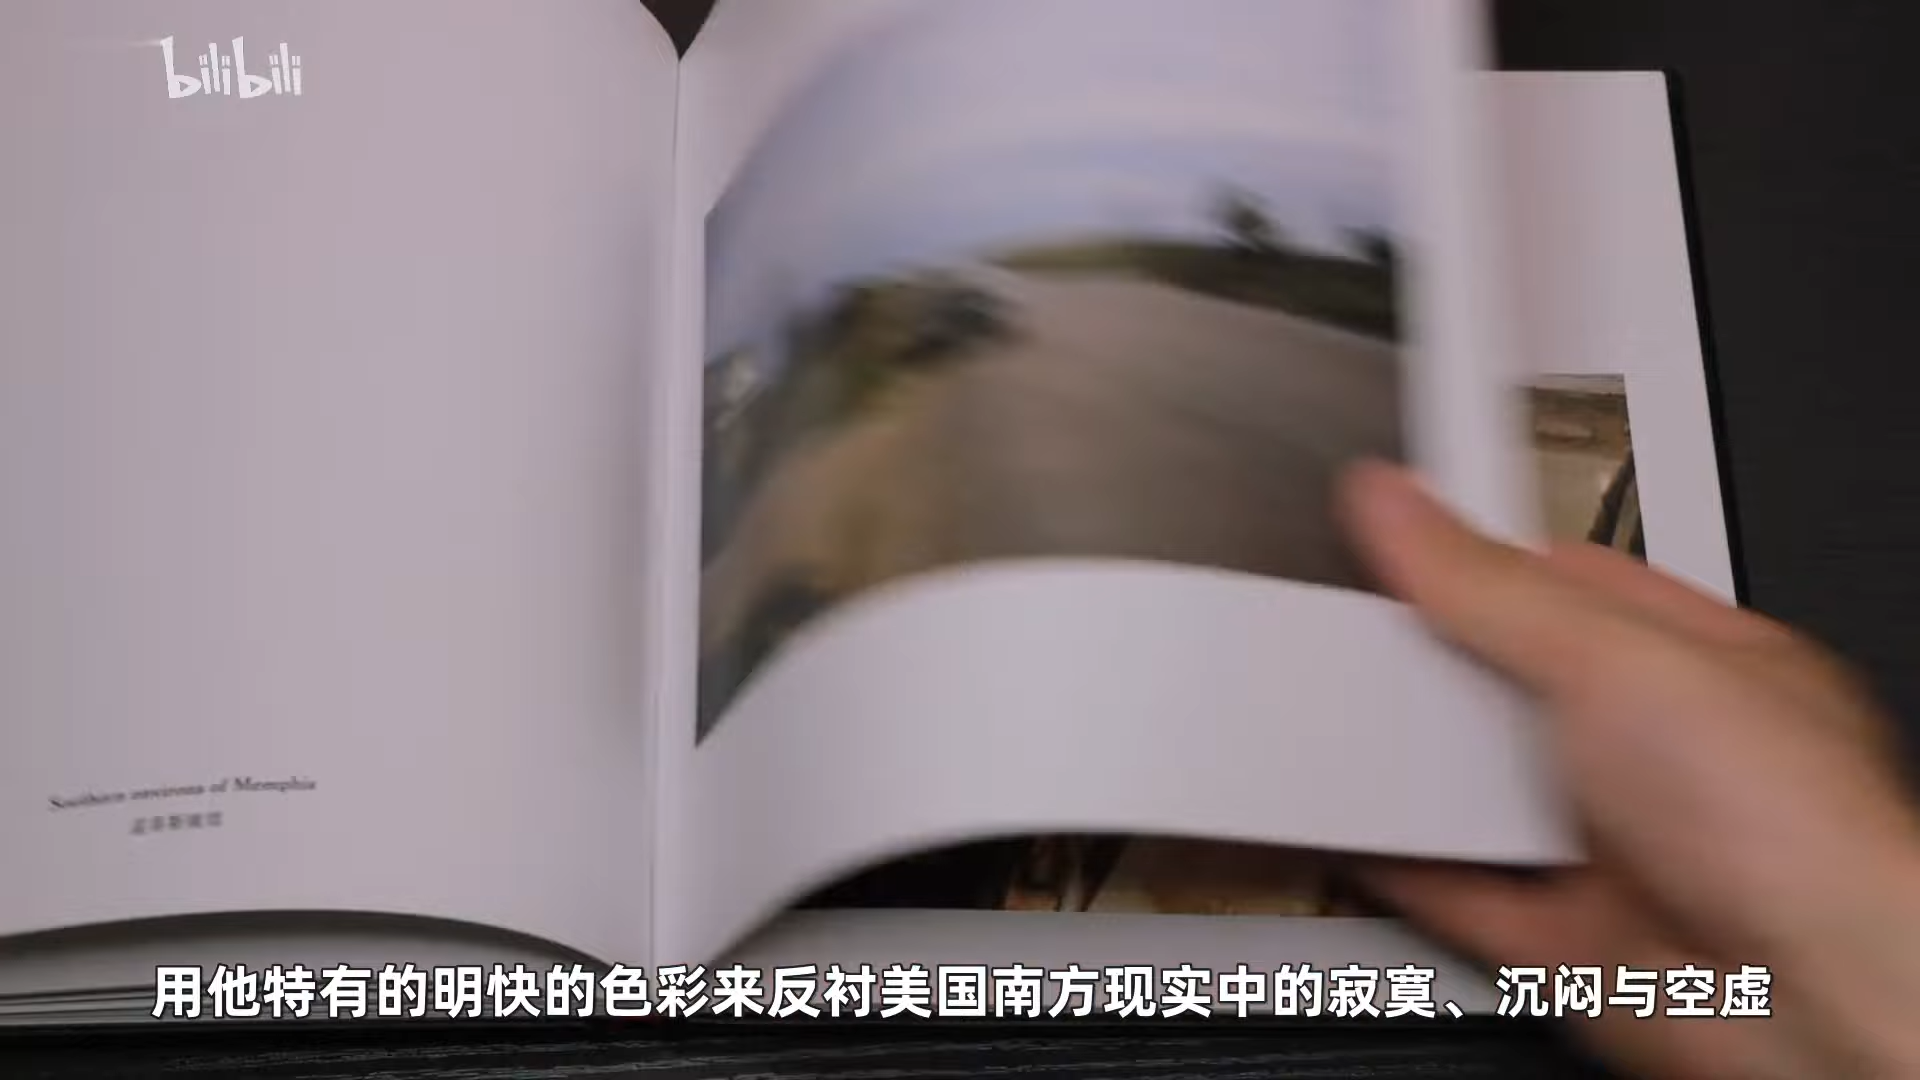 bilibili
Southern environs of Memphis
用他特有的明快的色彩来反衬美国南方现实中的寂寞、沉闷与空虚